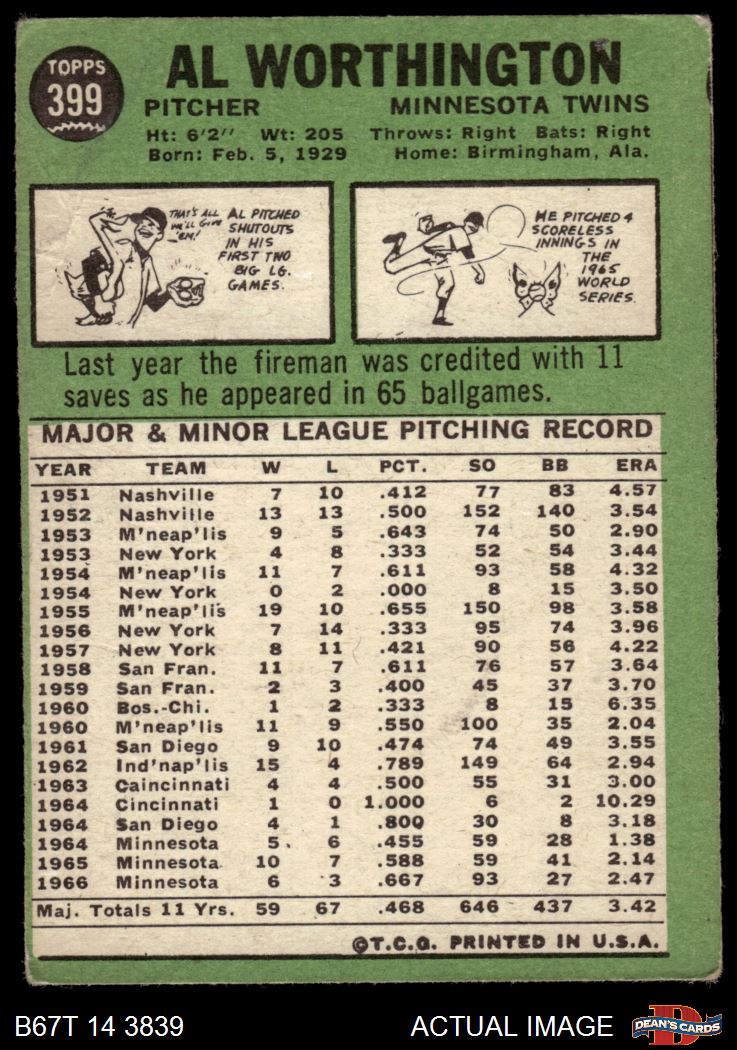 TOPPS
399
AL WORTHINGTON
PITCHER MINNESOTA TWINS
Ht: 6'2" Wt: 205 Throws: Right Bats: Right
Born: Feb. 5, 1929 Home: Birmingham, Ala.
THAT'S ALL
WE'LL GIVE
'EM!
AL PITCHED
SHUTOUTS
IN HIS
FIRST TWO
BIG LG.
GAMES.
HE PITCHED 4
SCORELESS
INNINGS IN
THE
1965
WORLD
SERIES.
Last year the fireman was credited with 11
saves as he appeared in 65 ballgames.
MAJOR & MINOR LEAGUE PITCHING RECORD
YEAR TEAM W L PCT. SO BB ERA
1951 Nashville 7 10 .412 77 83 4.57
1952 Nashville 13 13 .500 152 140 3.54
1953 M'neap'lis 9 5 .643 74 50 2.90
1953 New York 4 8 .333 52 54 3.44
1954 M'neap'lis 11 7 .611 93 58 4.32
1954 New York 0 2 .000 8 15 3.50
1955 M'neap'lis 19 10 .655 150 98 3.58
1956 New York 7 14 .333 95 74 3.96
1957 New York 8 11 .421 90 56 4.22
1958 San Fran. 11 7 .611 76 57 3.64
1959 San Fran. 2 3 .400 45 37 3.70
1960 Bos.-Chi. 1 2 .333 8 15 6.35
1960 M'neap'lis 11 9 .550 100 35 2.04
1961 San Diego 9 10 .474 74 49 3.55
1962 Ind'nap'lis 15 4 .789 149 64 2.94
1963 Caincinnati 4 4 .500 55 31 3.00
1964 Cincinnati 1 0 1.000 6 2 10.29
1964 San Diego 4 1 .800 30 8 3.18
1964 Minnesota 5 6 .455 59 28 1.38
1965 Minnesota 10 7 .588 59 41 2.14
1966 Minnesota 6 3 .667 93 27 2.47
Maj. Totals 11 Yrs. 59 67 .468 646 437 3.42
©T.C.G. PRINTED IN U.S.A.
B67T 14 3839 ACTUAL IMAGE
DEAN'S CARDS